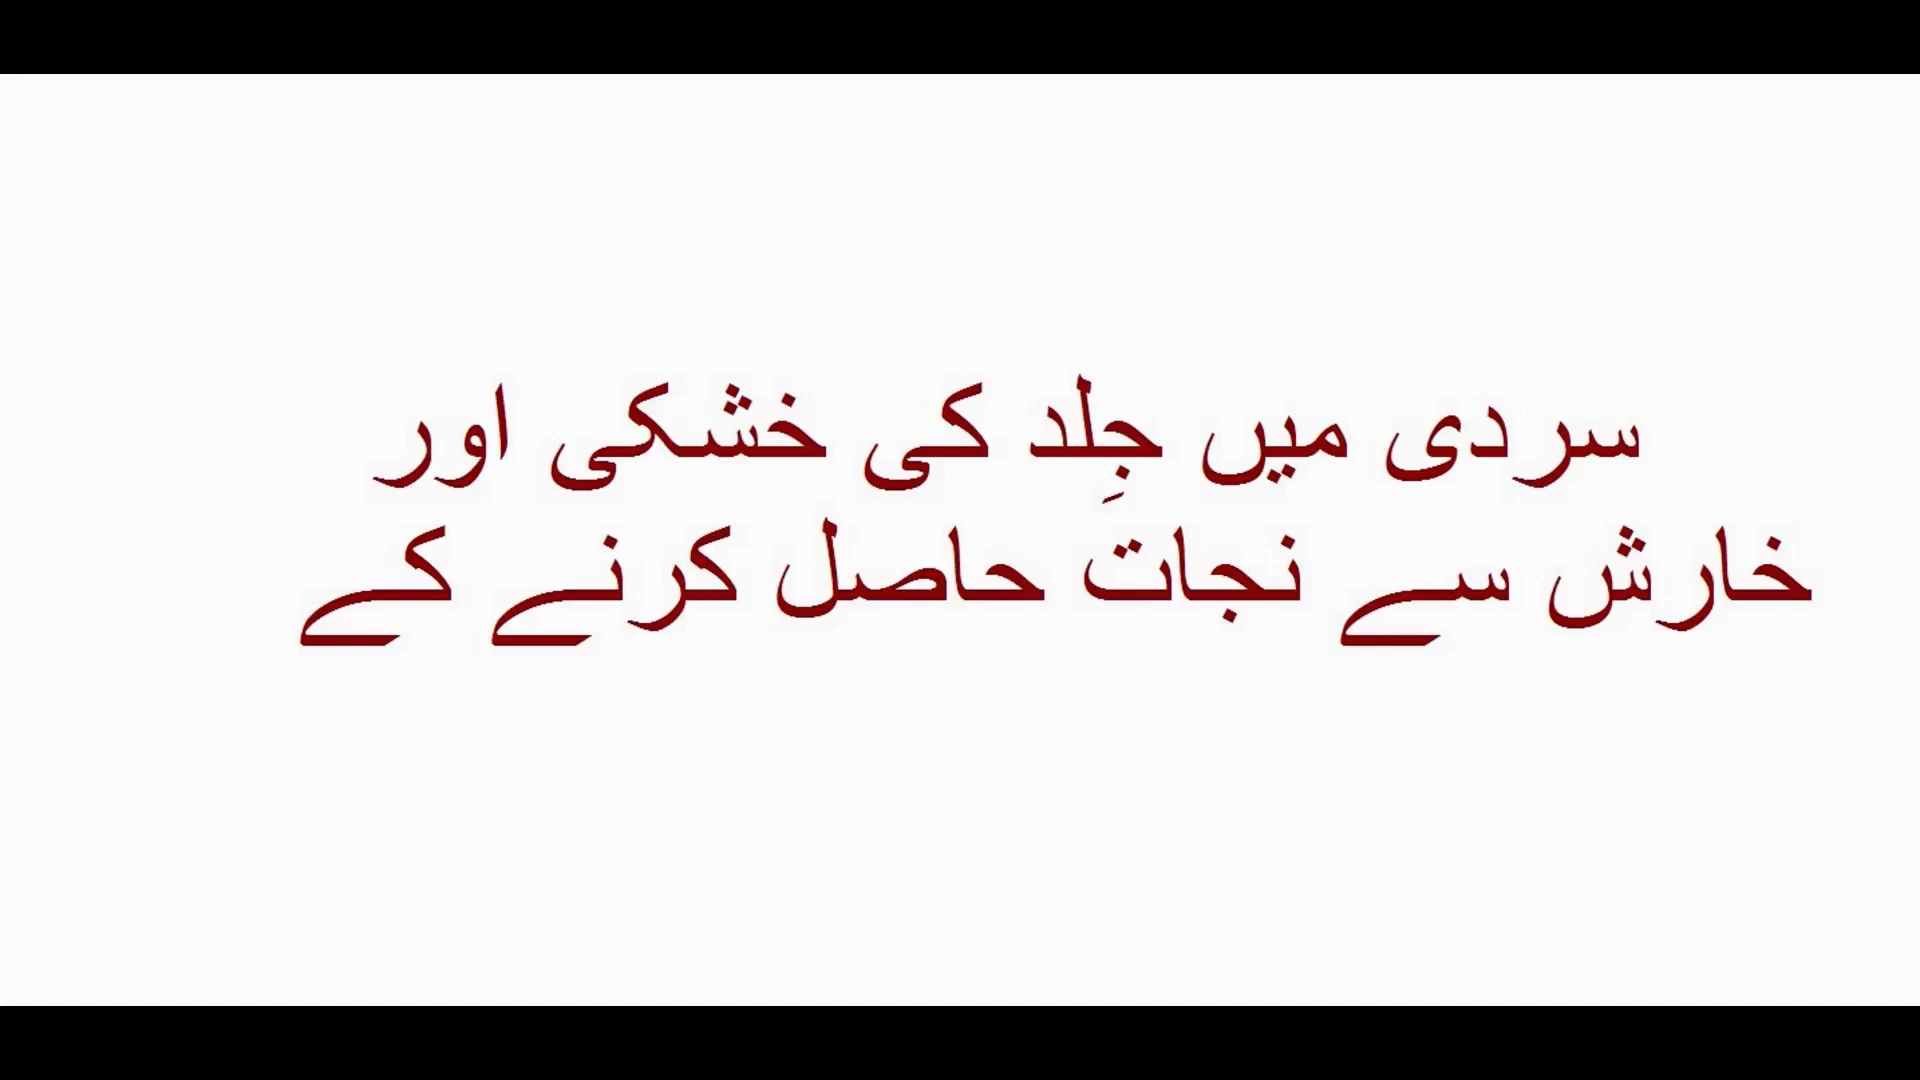 سردی میں جِلد کی خشکی اور
خارش سے نجات حاصل کرنے کے